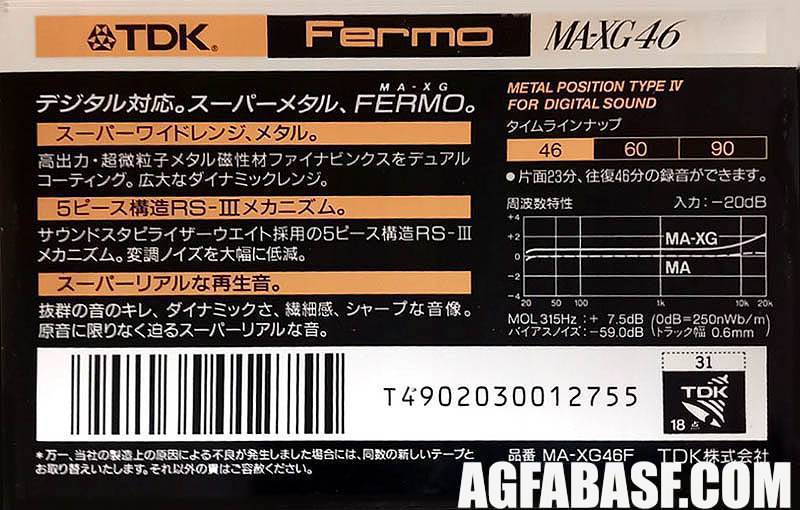 TDK. Fermo MA-XG46
MA-XG
デジタル対応。スーパーメタル、FERMO。
スーパーワイドレンジ、メタル。
高出力・超微粒子メタル磁性材ファイナビンクスをデュアル
コーティング。広大なダイナミックレンジ。
5ピース構造RS-IIIメカニズム。
サウンドスタビライザーウエイト採用の5ピース構造RS-III
メカニズム。変調ノイズを大幅に低減。
スーパーリアルな再生音。
抜群の音のキレ、ダイナミックさ、繊細感、シャープな音像。
原音に限りなく迫るスーパーリアルな音。
METAL POSITION TYPE IV
FOR DIGITAL SOUND
タイムラインナップ
46 60 90
●片面23分、往復46分の録音ができます。
周波数特性 入力:-20dB
+4
+2
0
-2
-4
MA-XG
MA
20 50 100 1k 10k 20k
MOL 315Hz:+ 7.5dB (0dB=250nWb/m)
バイアスノイズ:-59.0dB (トラック幅 0.6mm)
T4902030012755
31
TDK
18点
*万一、当社の製造上の原因による不良が発生しました場合には、同数の新しいテープと
お取り替えいたします。それ以外の責はご容赦ください。
品番 MA-XG46F TDK株式会社
AGFABASF.COM